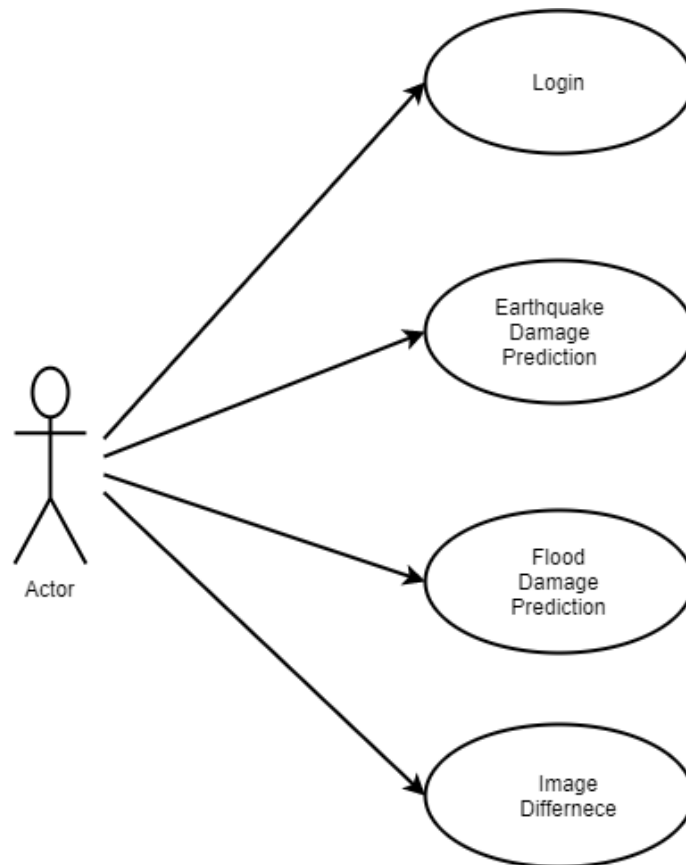 Login
Earthquake
Damage
Prediction
Actor
Flood
Damage
Prediction
Image
Differnece